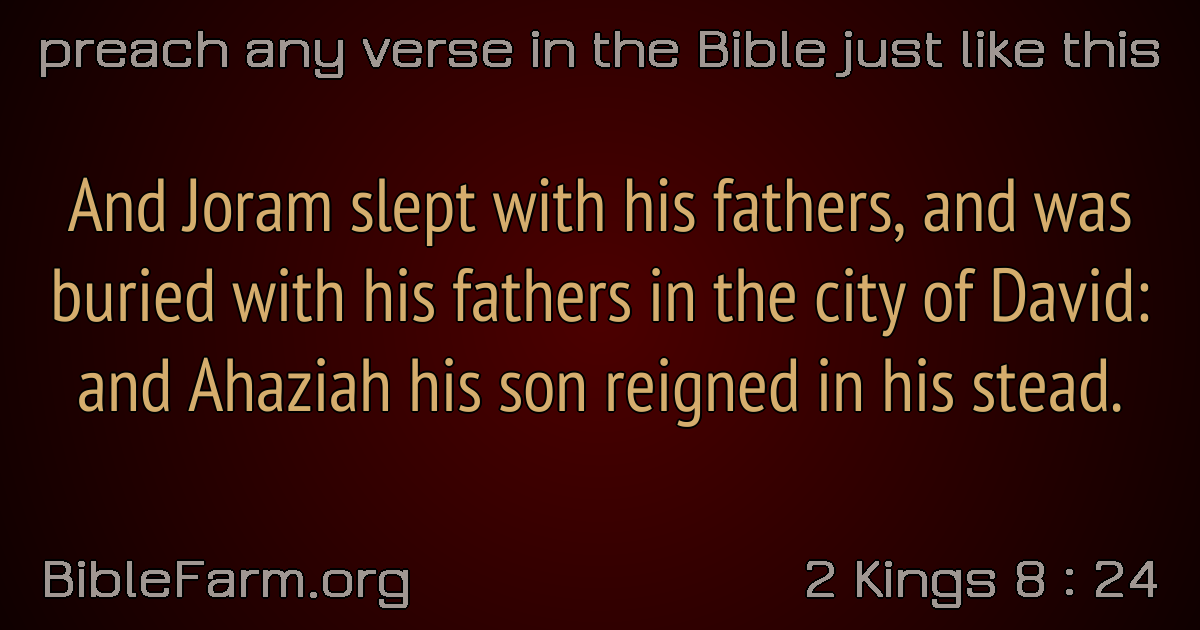 preach any verse in the Bible just like this
And Joram slept with his fathers, and was
buried with his fathers in the city of David:
and Ahaziah his son reigned in his stead.
BibleFarm.org
2 Kings 8 : 24